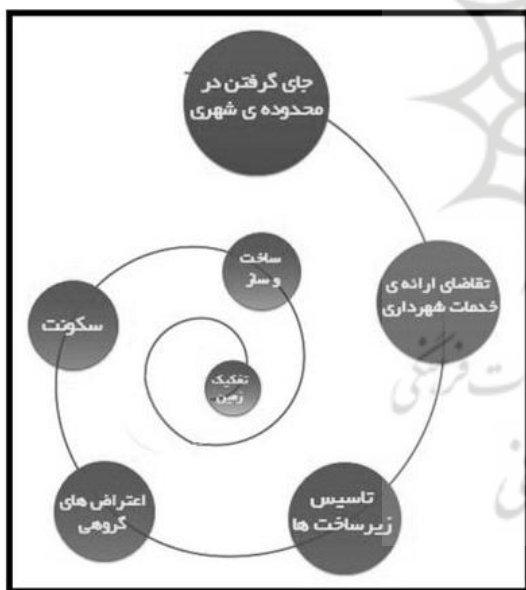 جای گرفتن در
محدوده ی شهری
تقاضای ارائه ی
خدمات شهرداری
ساخت
و ساز
سکونت
تفکیک
زمین
تاسیس
زیرساخت ها
اعتراض های
گروهی